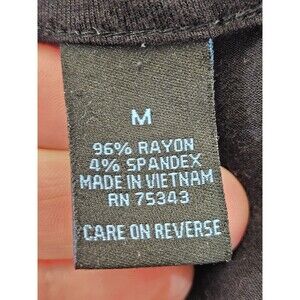 M
96% RAYON
4% SPANDEX
MADE IN VIETNAM
RN 75343
CARE ON REVERSE